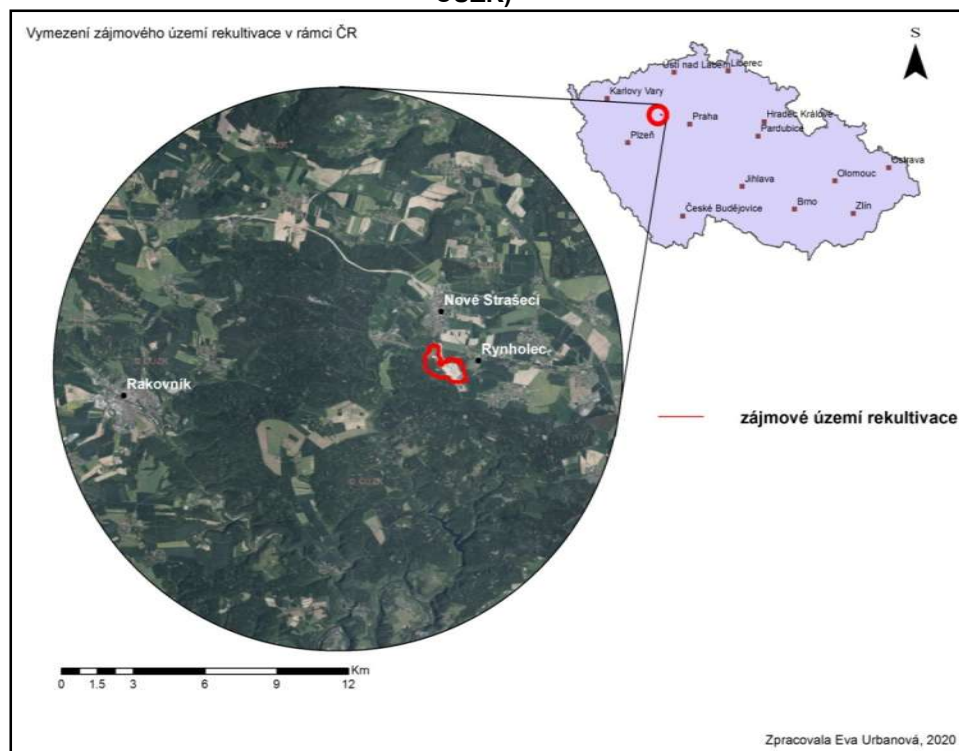 Vymezení zájmového území rekultivace v rámci ČR
S
Ústí nad Labem
Liberec
Karlovy Vary
Hradec Králové
Praha
Pardubice
Plzeň
Ostrava
Olomouc
Jihlava
České Budějovice
Brno
Zlín
Nové Strašecí
Rynholec
Rakovník
zájmové území rekultivace
© ČÚZK
Km
0 1.5 3 6 9 12
Zpracovala Eva Urbanová, 2020